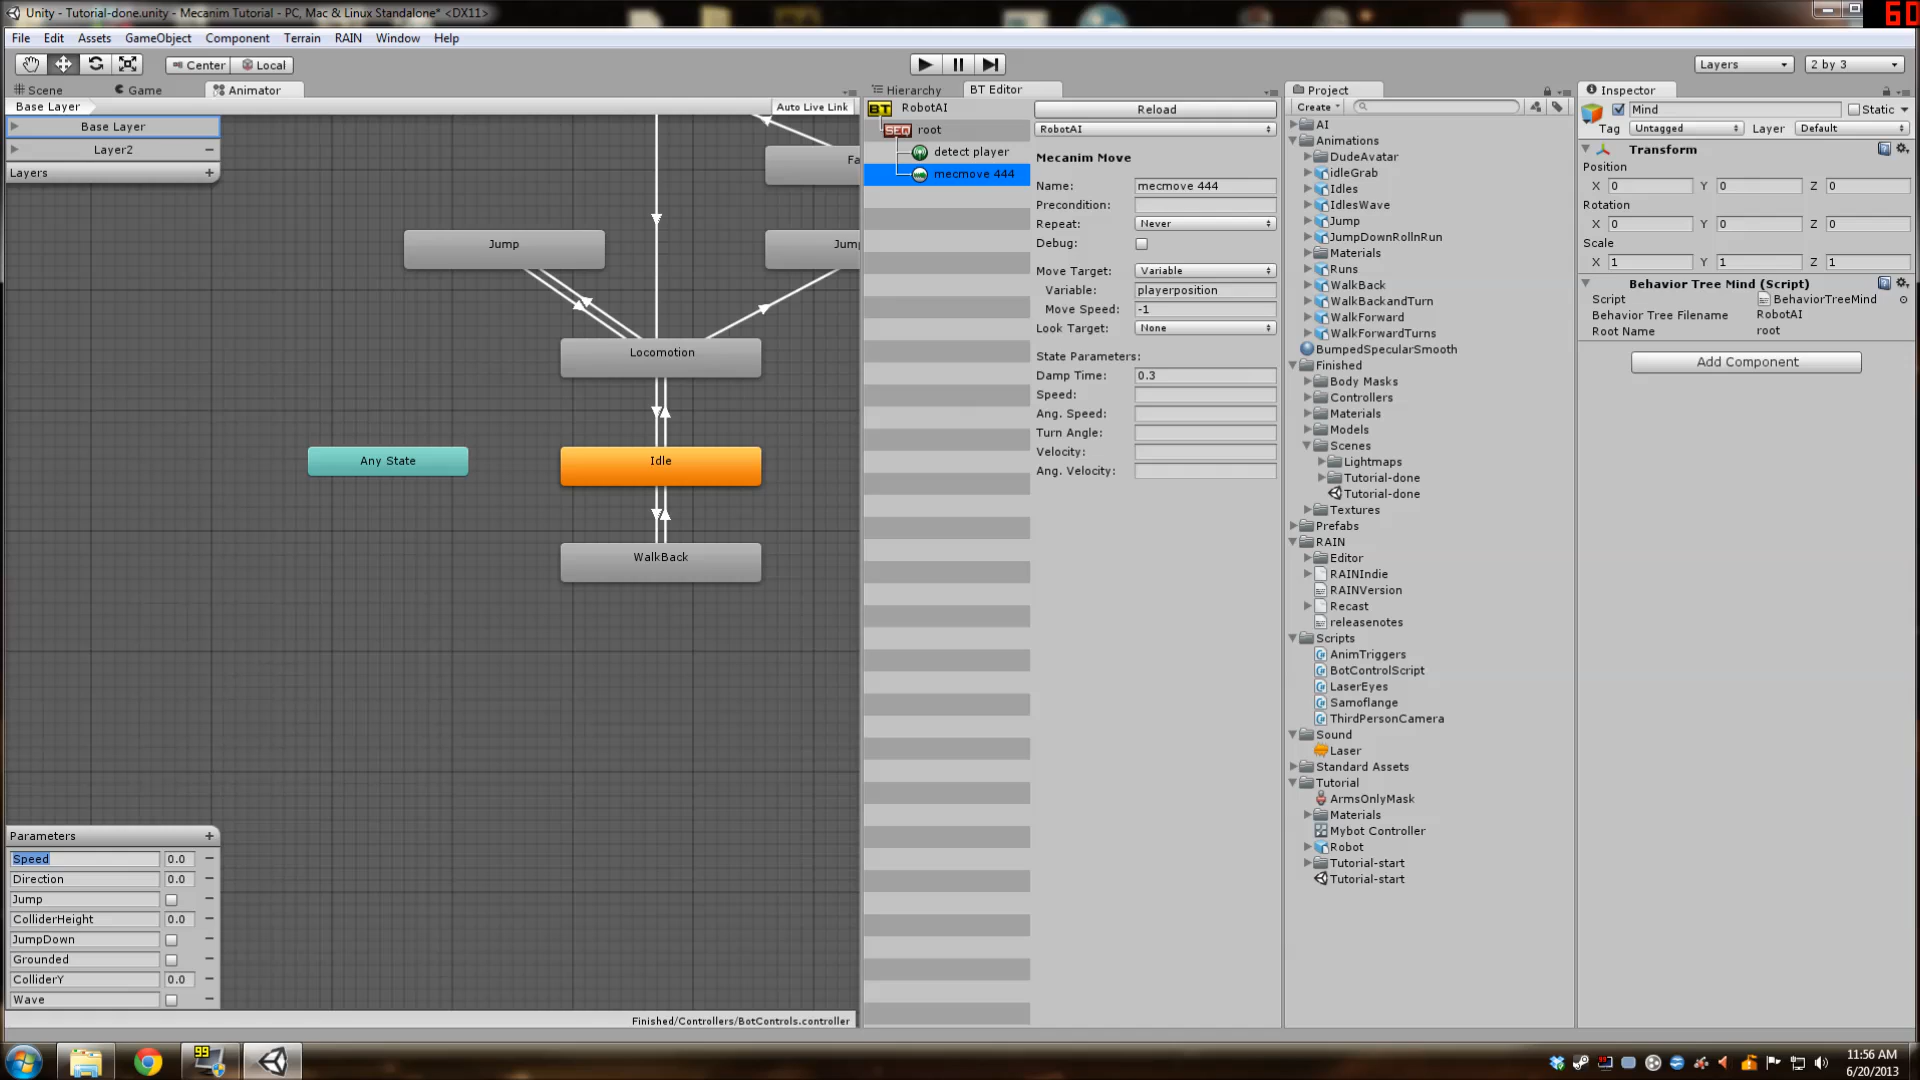 Unity - Tutorial-done.unity - Mecanim Tutorial - PC, Mac & Linux Standalone* <DX11>
60
File Edit Assets GameObject Component Terrain RAIN Window Help
Center Local Layers 2 by 3
Scene Game Animator
Base Layer Auto Live Link
Base Layer
Layer2
Layers
Fa
Jump
Jum
Locomotion
Any State
Idle
WalkBack
Parameters
Speed 0.0
Direction 0.0
Jump
ColliderHeight 0.0
JumpDown
Grounded
ColliderY 0.0
Wave
Finished/Controllers/BotControls.controller
Hierarchy BT Editor
BT RobotAI
SEQ root
detect player
mecmove 444
Reload
RobotAI
Mecanim Move
Name: mecmove 444
Precondition:
Repeat: Never
Debug:
Move Target: Variable
Variable: playerposition
Move Speed: -1
Look Target: None
State Parameters:
Damp Time: 0.3
Speed:
Ang. Speed:
Turn Angle:
Velocity:
Ang. Velocity:
Project
Create
AI
Animations
DudeAvatar
idleGrab
Idles
IdlesWave
Jump
JumpDownRollnRun
Materials
Runs
WalkBack
WalkBackandTurn
WalkForward
WalkForwardTurns
BumpedSpecularSmooth
Finished
Body Masks
Controllers
Materials
Models
Scenes
Lightmaps
Tutorial-done
Tutorial-done
Textures
Prefabs
RAIN
Editor
RAINIndie
RAINVersion
Recast
releasenotes
Scripts
AnimTriggers
BotControlScript
LaserEyes
Samoflange
ThirdPersonCamera
Sound
Laser
Standard Assets
Tutorial
ArmsOnlyMask
Materials
Mybot Controller
Robot
Tutorial-start
Tutorial-start
Inspector
Mind Static
Tag Untagged Layer Default
Transform
Position
X 0 Y 0 Z 0
Rotation
X 0 Y 0 Z 0
Scale
X 1 Y 1 Z 1
Behavior Tree Mind (Script)
Script BehaviorTreeMind
Behavior Tree Filename RobotAI
Root Name root
Add Component
99
11:56 AM
6/20/2013